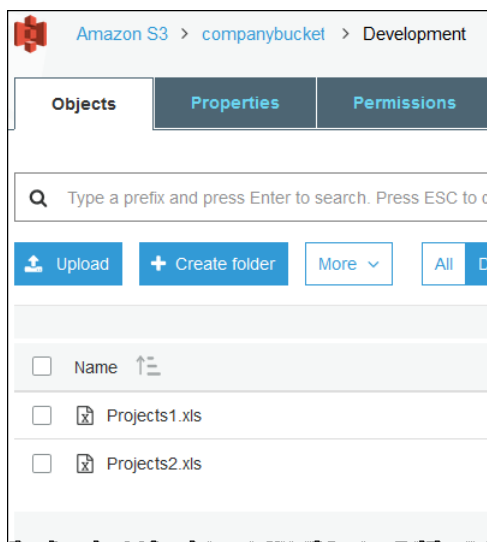 Amazon S3 > companybucket > Development
Objects Properties Permissions
Type a prefix and press Enter to search. Press ESC to
Upload Create folder More All
Name
Projects1.xls
Projects2.xls